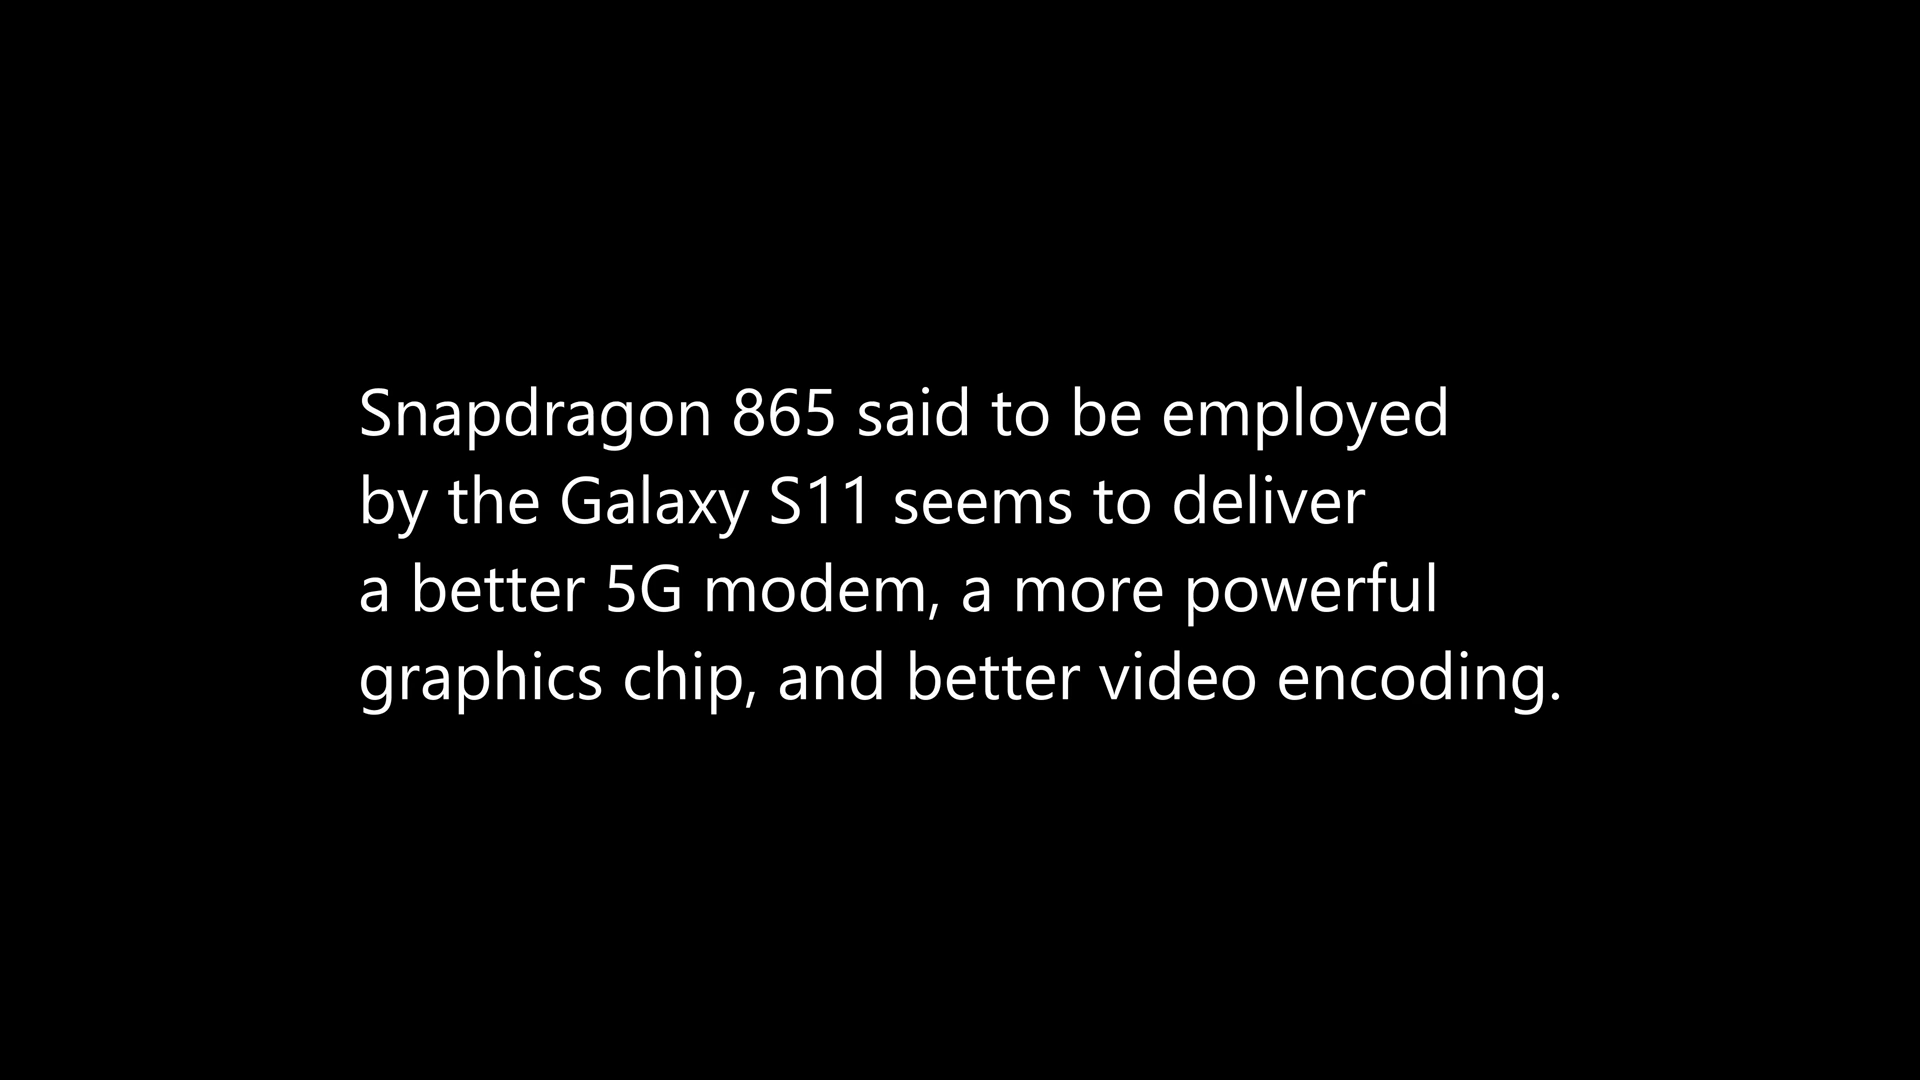 Snapdragon 865 said to be employed
by the Galaxy S11 seems to deliver
a better 5G modem, a more powerful
graphics chip, and better video encoding.